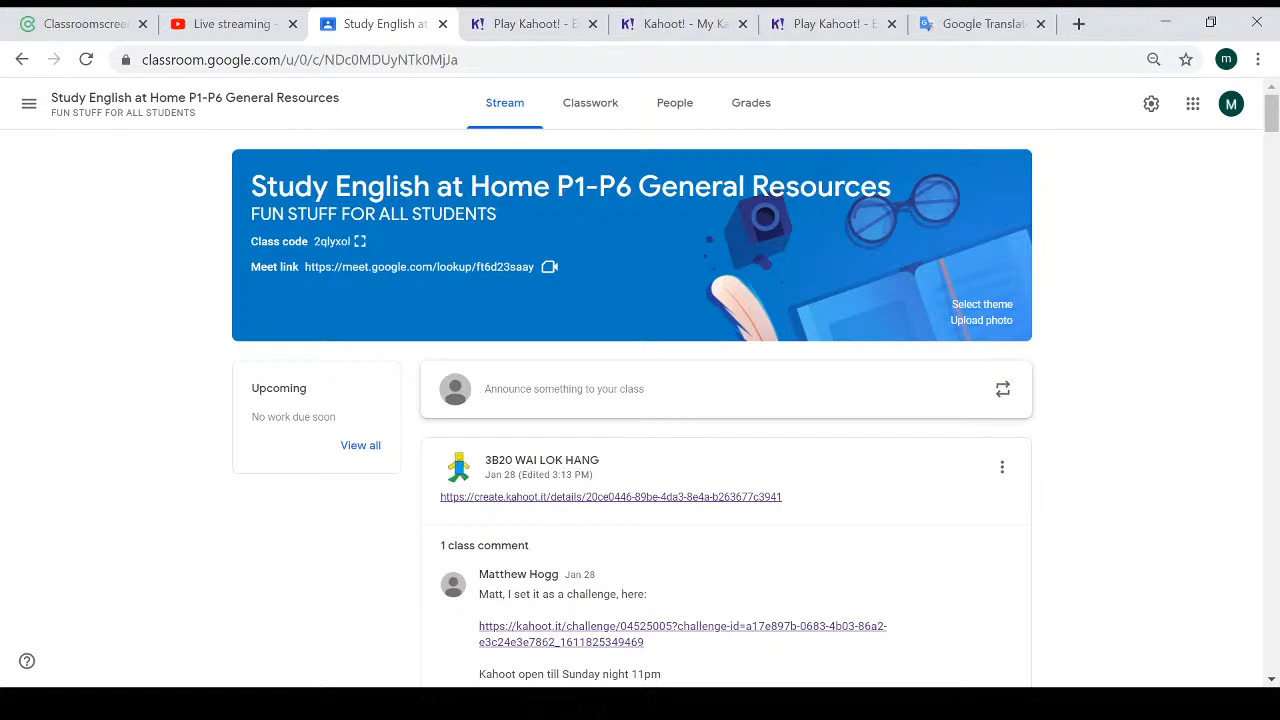 Classroomscree
Live streaming -
Study English at
Play Kahoot! - E
Kahoot! - My Ka
Play Kahoot! - E
Google Translat
classroom.google.com/u/0/c/NDc0MDUyNTk0MjJa
m
Study English at Home P1-P6 General Resources
FUN STUFF FOR ALL STUDENTS
Stream
Classwork
People
Grades
M
Study English at Home P1-P6 General Resources
FUN STUFF FOR ALL STUDENTS
Class code 2qlyxol
Meet link https://meet.google.com/lookup/ft6d23saay
Select theme
Upload photo
Upcoming
No work due soon
View all
Announce something to your class
3B20 WAI LOK HANG
Jan 28 (Edited 3:13 PM)
https://create.kahoot.it/details/20ce0446-89be-4da3-8e4a-b263677c3941
1 class comment
Matthew Hogg Jan 28
Matt, I set it as a challenge, here:
https://kahoot.it/challenge/04525005?challenge-id=a17e897b-0683-4b03-86a2-
e3c24e3e7862_1611825349469
Kahoot open till Sunday night 11pm